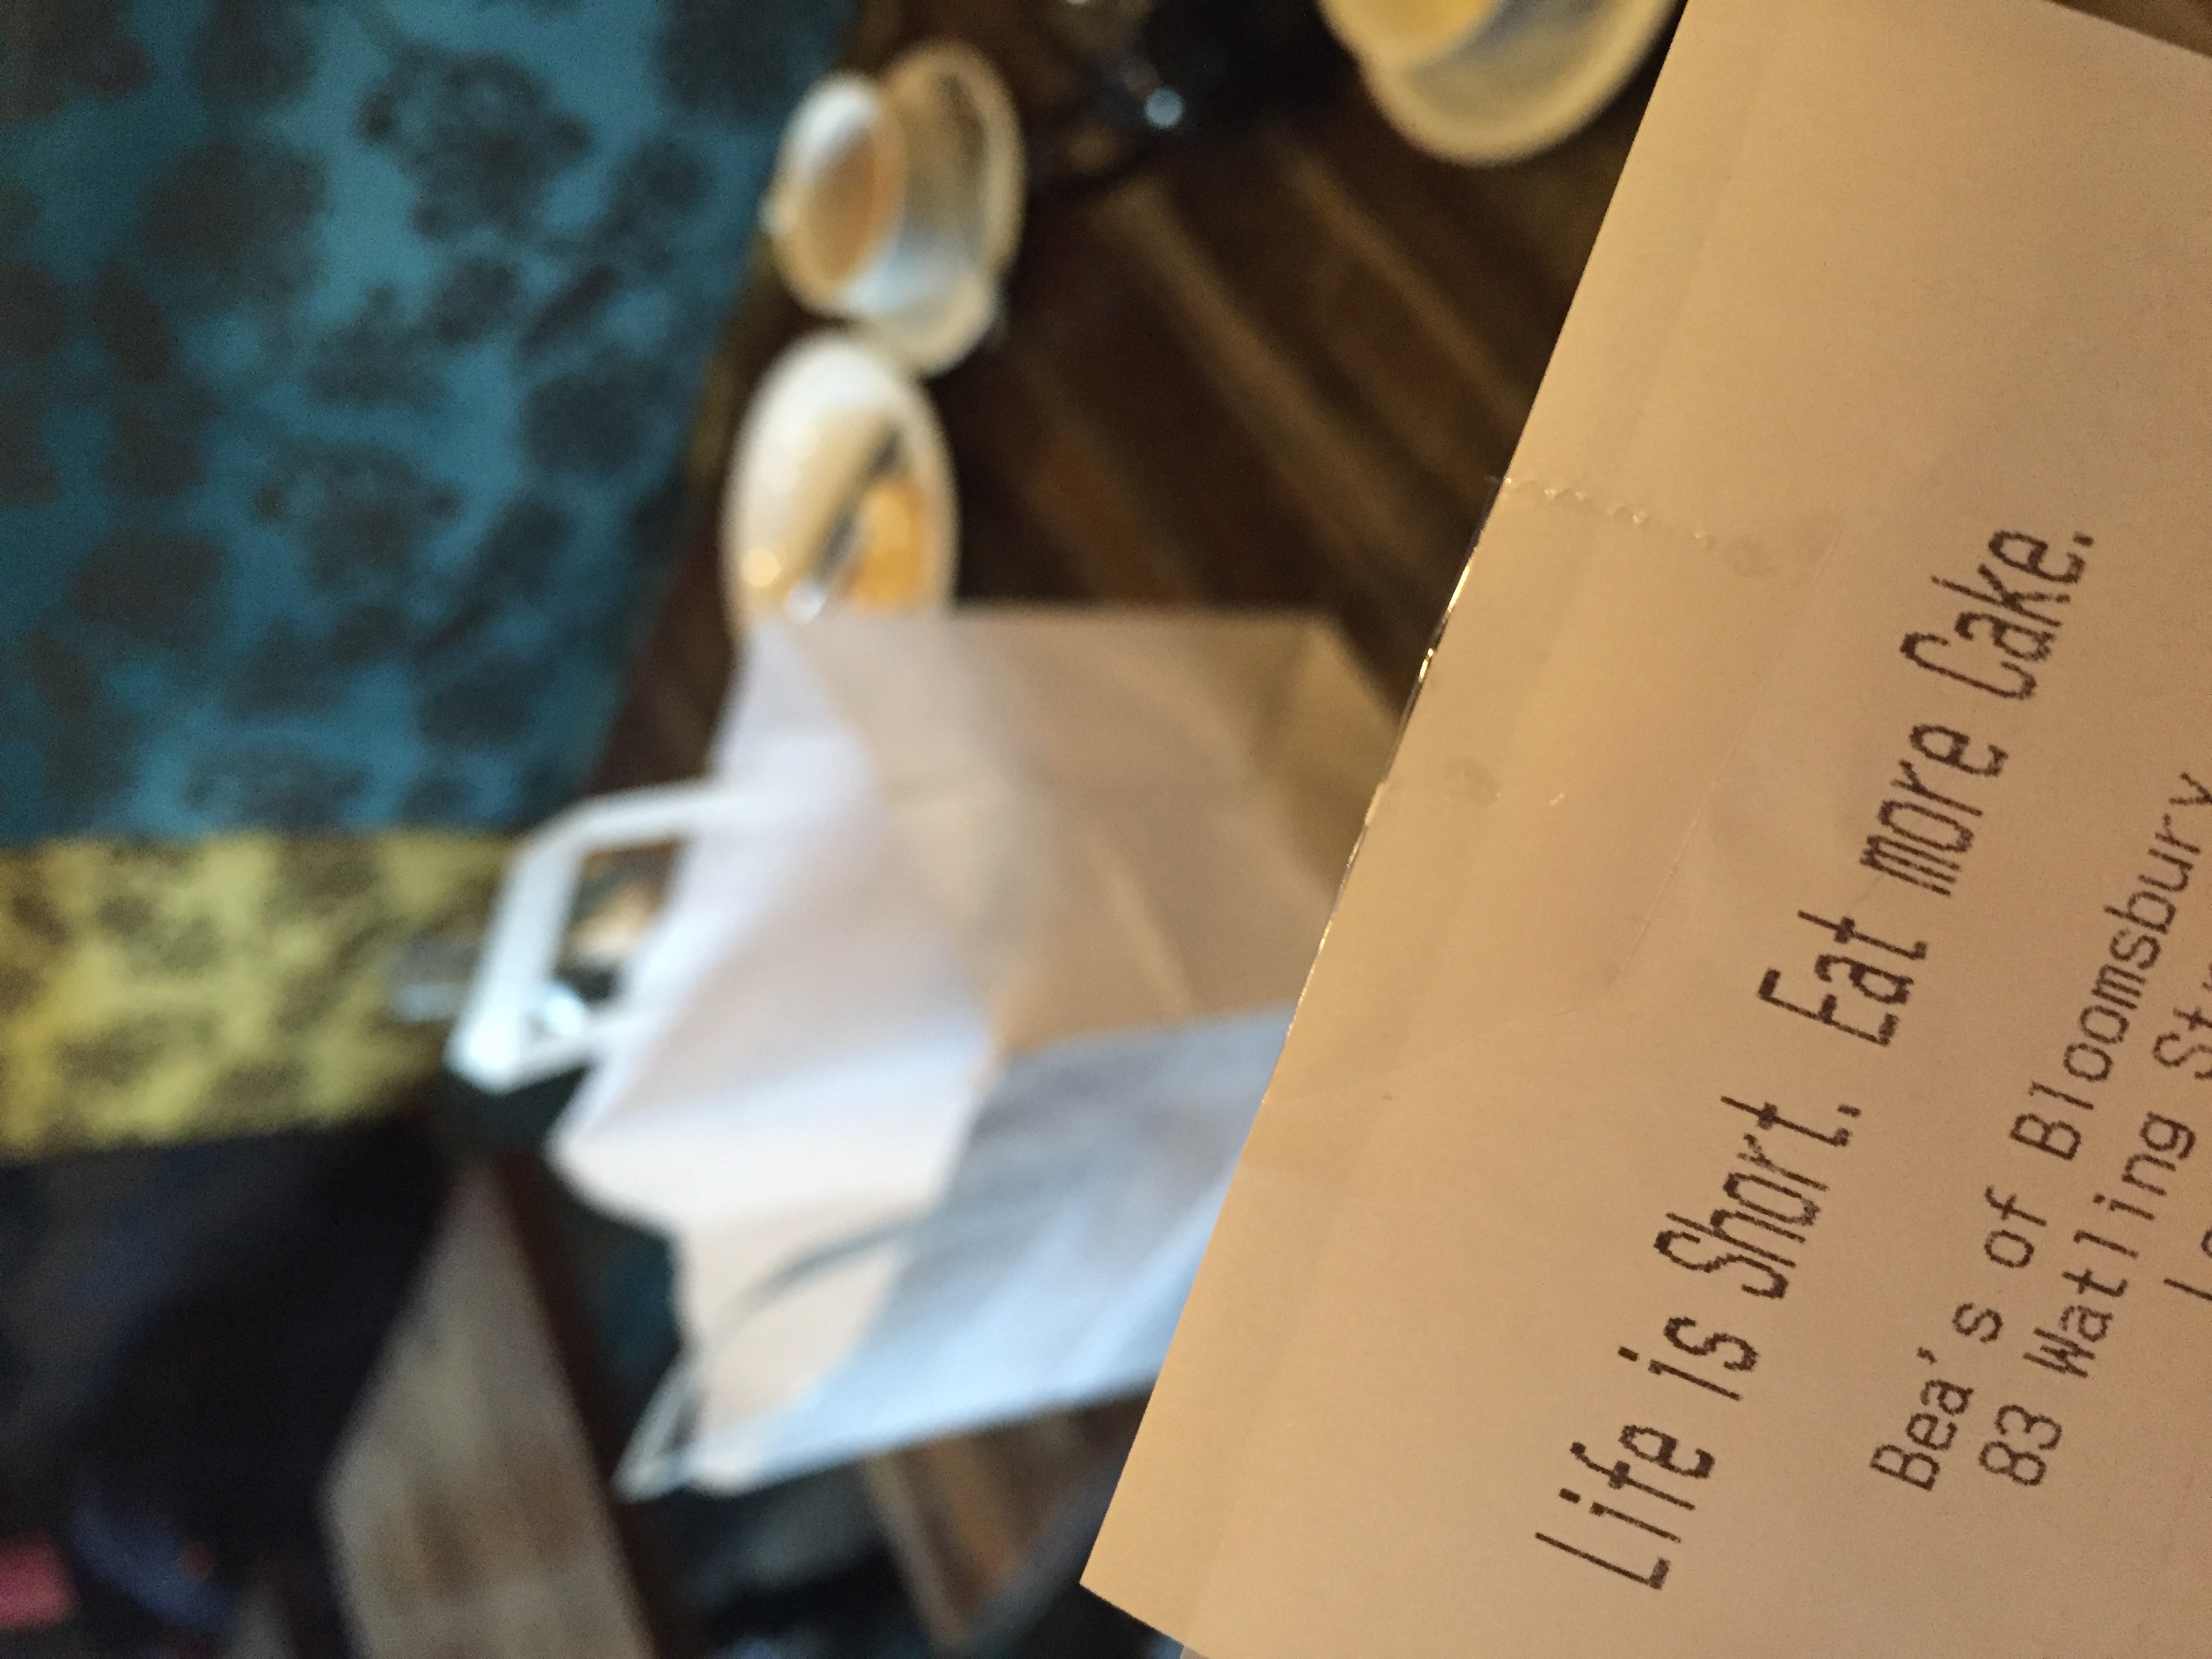 Life is Short. Eat more Cake.
Bea's of Bloomsbury
83 Watling